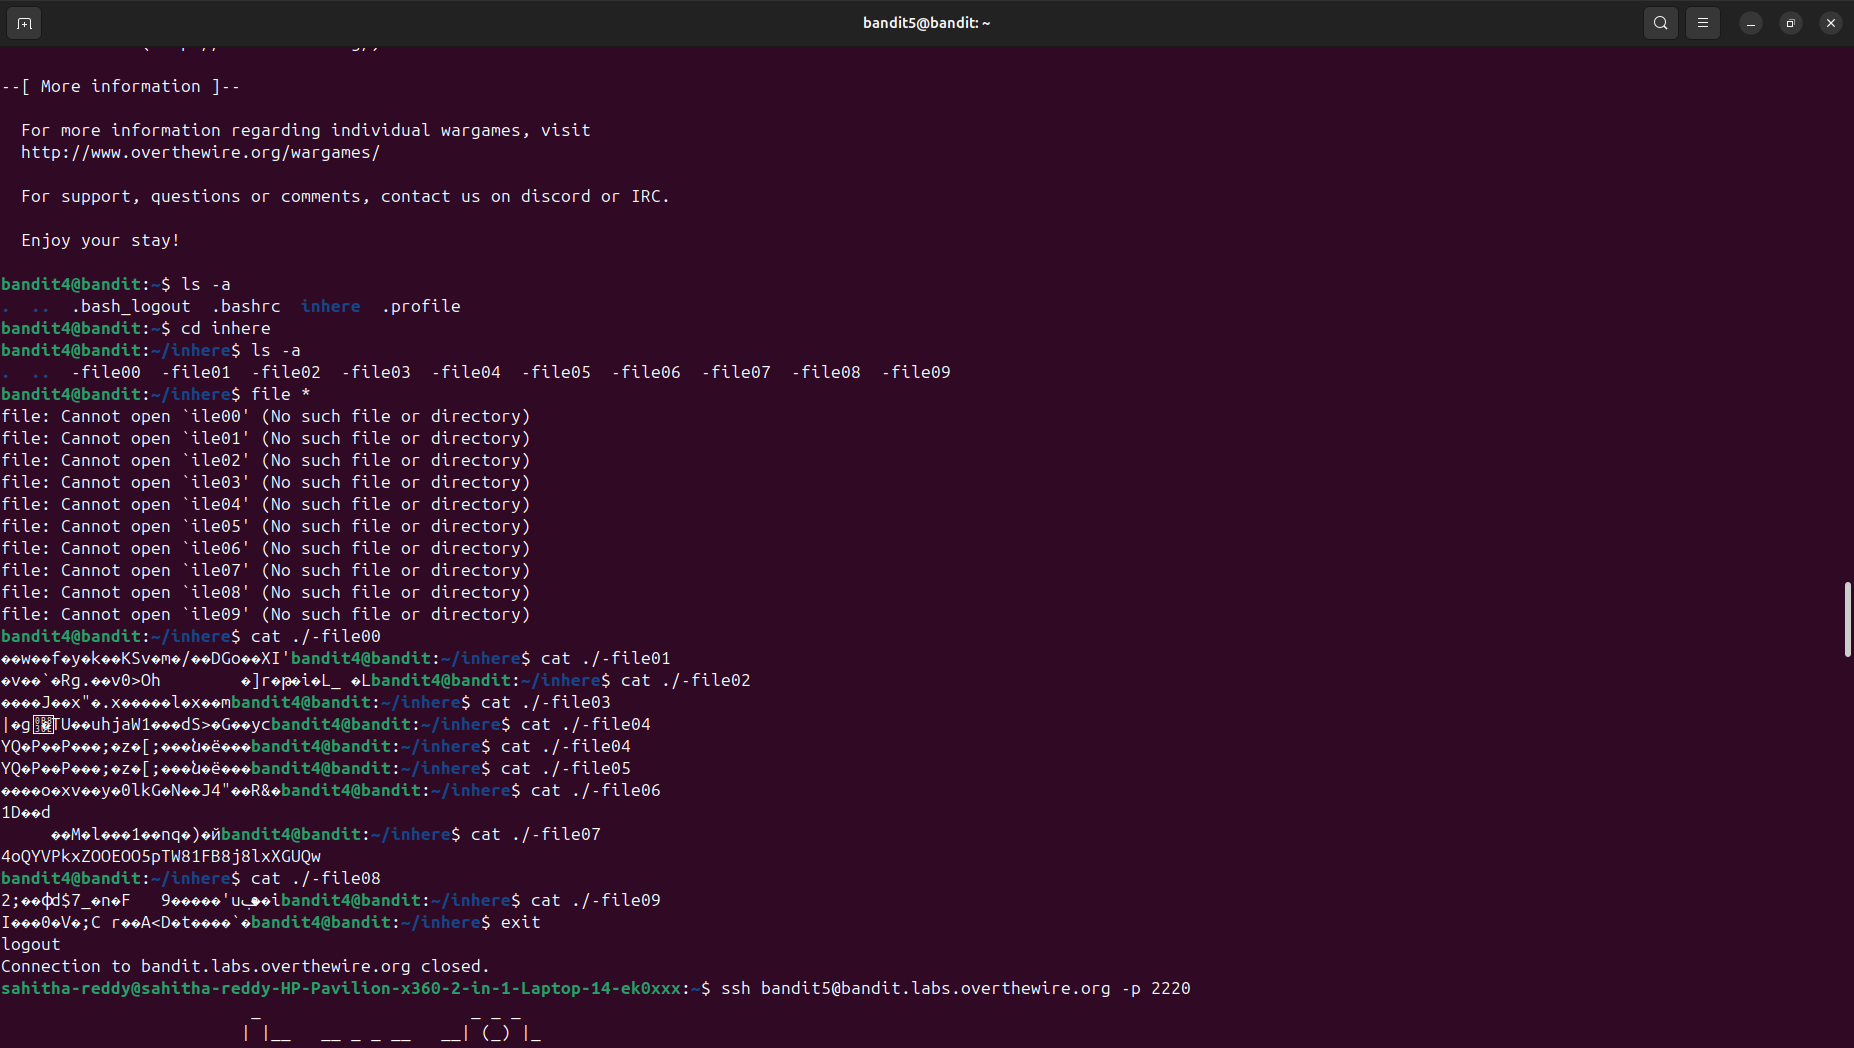 bandit5@bandit: ~
--[ More information ]--
For more information regarding individual wargames, visit
http://www.overthewire.org/wargames/
For support, questions or comments, contact us on discord or IRC.
Enjoy your stay!
bandit4@bandit:~$ ls -a
.  ..  .bash_logout  .bashrc  inhere  .profile
bandit4@bandit:~$ cd inhere
bandit4@bandit:~/inhere$ ls -a
.  ..  -file00  -file01  -file02  -file03  -file04  -file05  -file06  -file07  -file08  -file09
bandit4@bandit:~/inhere$ file *
file: Cannot open `ile00' (No such file or directory)
file: Cannot open `ile01' (No such file or directory)
file: Cannot open `ile02' (No such file or directory)
file: Cannot open `ile03' (No such file or directory)
file: Cannot open `ile04' (No such file or directory)
file: Cannot open `ile05' (No such file or directory)
file: Cannot open `ile06' (No such file or directory)
file: Cannot open `ile07' (No such file or directory)
file: Cannot open `ile08' (No such file or directory)
file: Cannot open `ile09' (No such file or directory)
bandit4@bandit:~/inhere$ cat ./-file00
��w��f�y�k��KSv�ന�/��DGo��XI'bandit4@bandit:~/inhere$ cat ./-file01
�v��`�Rg.��v0>Oh        �]r�թ�i�L_ �Lbandit4@bandit:~/inhere$ cat ./-file02
����J��x"�.x�����l�x��bandit4@bandit:~/inhere$ cat ./-file03
|�gTU��uhjaW1���dS>�G��ycbandit4@bandit:~/inhere$ cat ./-file04
YQ�P��P���;�z�[;���ն�ë���bandit4@bandit:~/inhere$ cat ./-file04
YQ�P��P���;�z�[;���ն�ë���bandit4@bandit:~/inhere$ cat ./-file05
����o�xv��y�0lkG�N��J4"��R&�bandit4@bandit:~/inhere$ cat ./-file06
1D��d
��M�l���1��nq�)�йbandit4@bandit:~/inhere$ cat ./-file07
4oQYVPkxZOOEOO5pTW81FB8j8lxXGUQw
bandit4@bandit:~/inhere$ cat ./-file08
2;��фd$7_�n�F   9�����'u�ibandit4@bandit:~/inhere$ cat ./-file09
I���0�V�;C r��A<D�t����`�bandit4@bandit:~/inhere$ exit
logout
Connection to bandit.labs.overthewire.org closed.
sahitha-reddy@sahitha-reddy-HP-Pavilion-x360-2-in-1-Laptop-14-ek0xxx:~$ ssh bandit5@bandit.labs.overthewire.org -p 2220